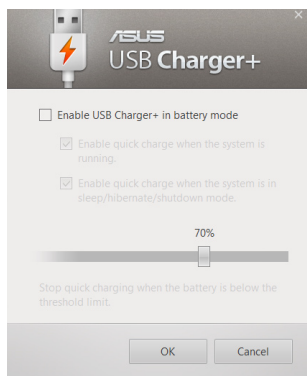 ASUS
USB Charger+
Enable USB Charger+ in battery mode
Enable quick charge when the system is
running.
Enable quick charge when the system is in
sleep/hibernate/shutdown mode.
70%
Stop quick charging when the battery is below the
threshold limit.
OK
Cancel